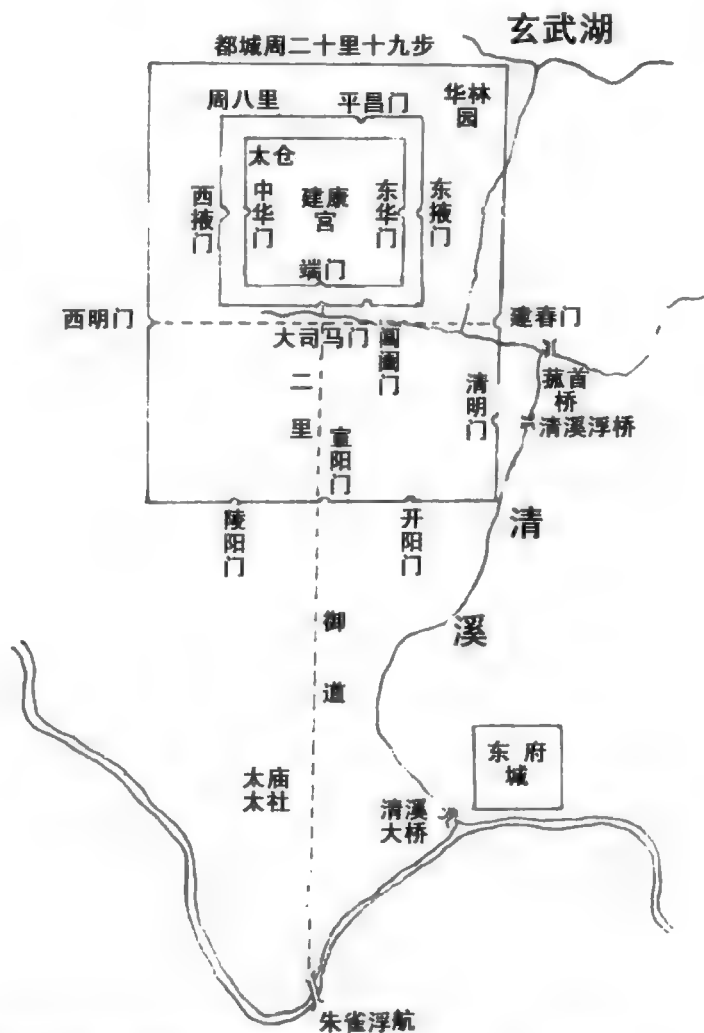 玄武湖
都城周二十里十九步
周八里
平昌门
华林
园
太仓
西掖门
中华门
建康
宫
东华门
东掖门
端门
西明门
大司马门
阊阖门
建春门
二里
宣阳门
清明门
菰首
桥
清溪浮桥
陵阳门
开阳门
清溪
御道
东府
城
太庙
太社
清溪
大桥
朱雀浮航